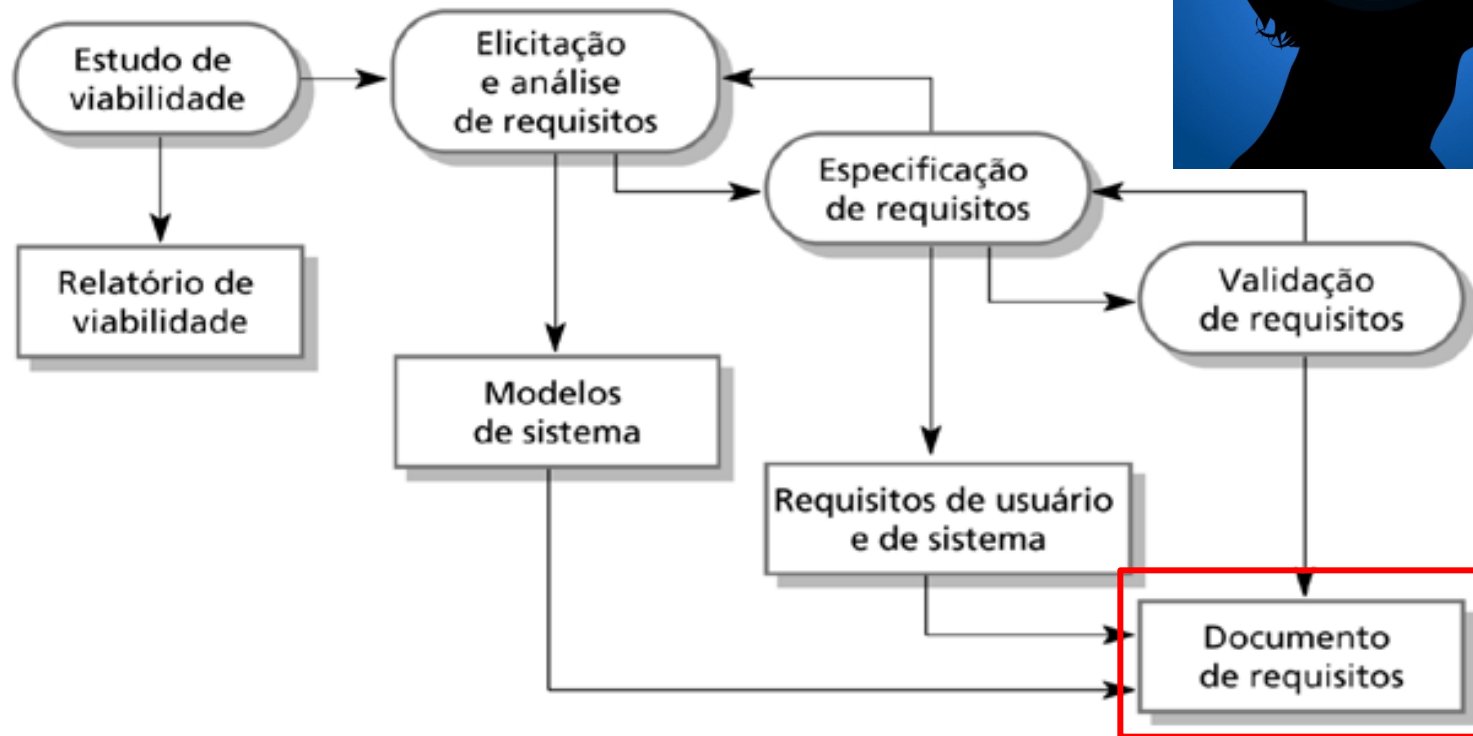 Estudo de
viabilidade
Elicitação
e análise
de requisitos
Especificação
de requisitos
Validação
de requisitos
Relatório de
viabilidade
Modelos
de sistema
Requisitos de usuário
e de sistema
Documento
de requisitos